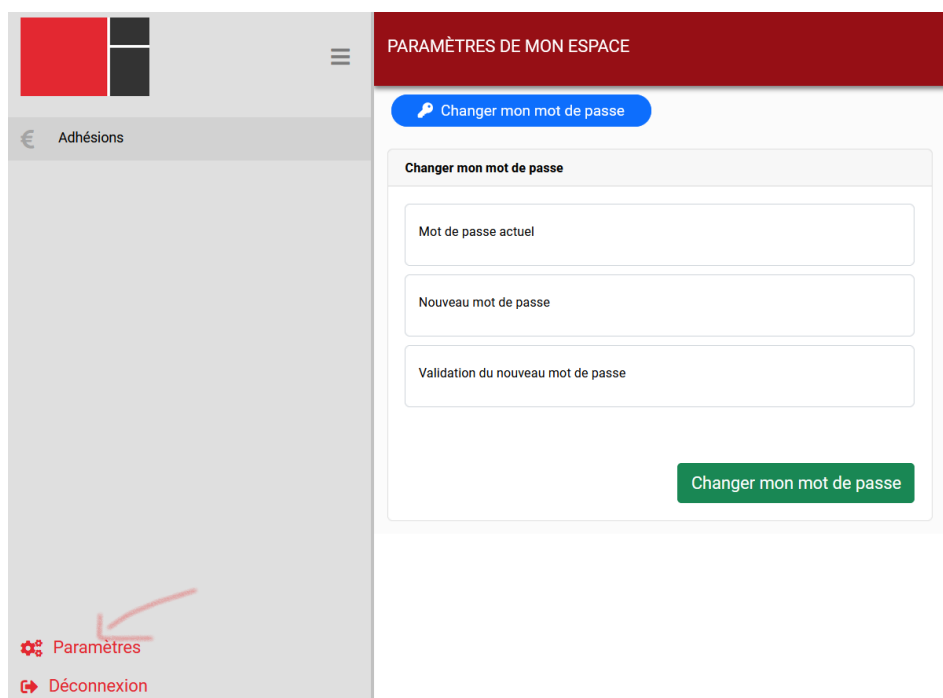 PARAMÈTRES DE MON ESPACE
Changer mon mot de passe
€ Adhésions
Changer mon mot de passe
Mot de passe actuel
Nouveau mot de passe
Validation du nouveau mot de passe
Changer mon mot de passe
Paramètres
Déconnexion